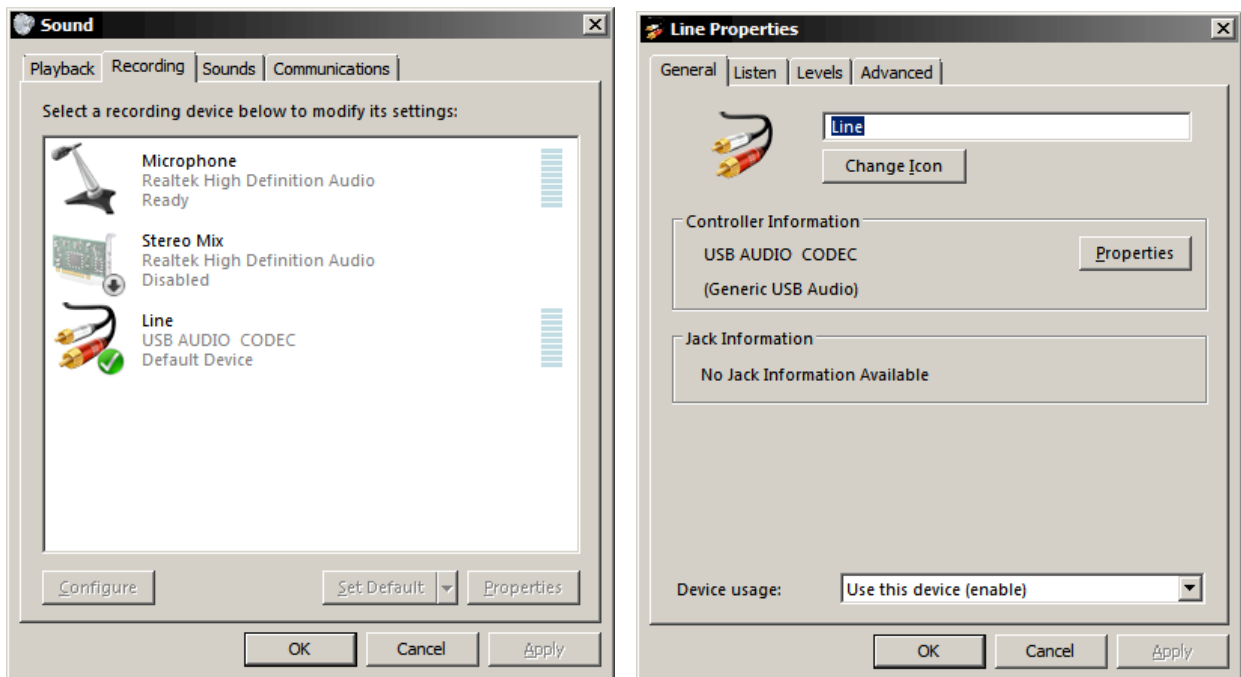 Sound
Playback Recording Sounds Communications
Select a recording device below to modify its settings:
Microphone
Realtek High Definition Audio
Ready
Stereo Mix
Realtek High Definition Audio
Disabled
Line
USB AUDIO  CODEC
Default Device
Configure Set Default Properties
OK Cancel Apply
Line Properties
General Listen Levels Advanced
Line
Change Icon
Controller Information
USB AUDIO  CODEC Properties
(Generic USB Audio)
Jack Information
No Jack Information Available
Device usage: Use this device (enable)
OK Cancel Apply